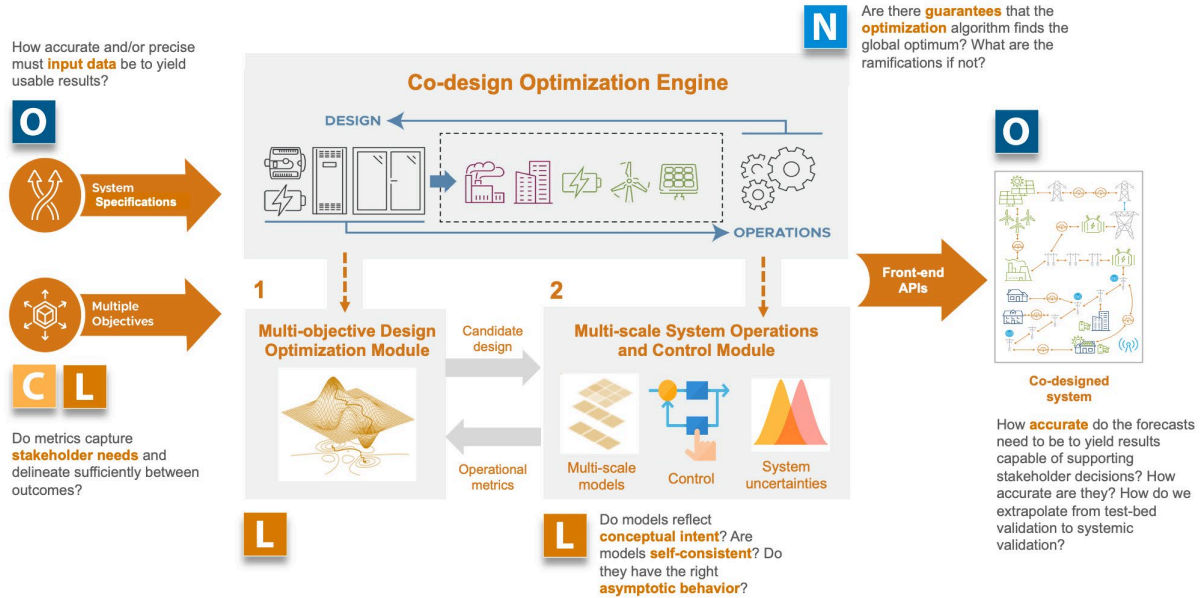 How accurate and/or precise
must input data be to yield
usable results?
O
System
Specifications
Multiple
Objectives
C L
Do metrics capture
stakeholder needs and
delineate sufficiently between
outcomes?
Co-design Optimization Engine
DESIGN
OPERATIONS
N
Are there guarantees that the
optimization algorithm finds the
global optimum? What are the
ramifications if not?
1
Multi-objective Design
Optimization Module
L
Candidate
design
Operational
metrics
2
Multi-scale System Operations
and Control Module
Multi-scale
models
Control
System
uncertainties
L
Do models reflect
conceptual intent? Are
models self-consistent? Do
they have the right
asymptotic behavior?
Front-end
APIs
O
Co-designed
system
How accurate do the forecasts
need to be to yield results
capable of supporting
stakeholder decisions? How
accurate are they? How do we
extrapolate from test-bed
validation to systemic
validation?